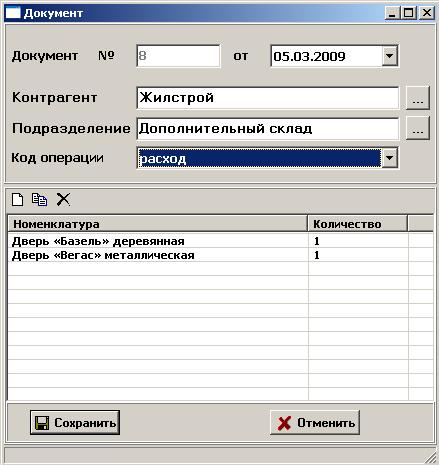 Документ
Документ № 8 от 05.03.2009
Контрагент Жилстрой ...
Подразделение Дополнительный склад ...
Код операции расход
Номенклатура Количество
Дверь «Базель» деревянная 1
Дверь «Вегас» металлическая 1
Сохранить Отменить